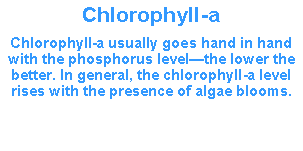 Chlorophyll-a
Chlorophyll-a usually goes hand in hand
with the phosphorus level—the lower the
better. In general, the chlorophyll-a level
rises with the presence of algae blooms.